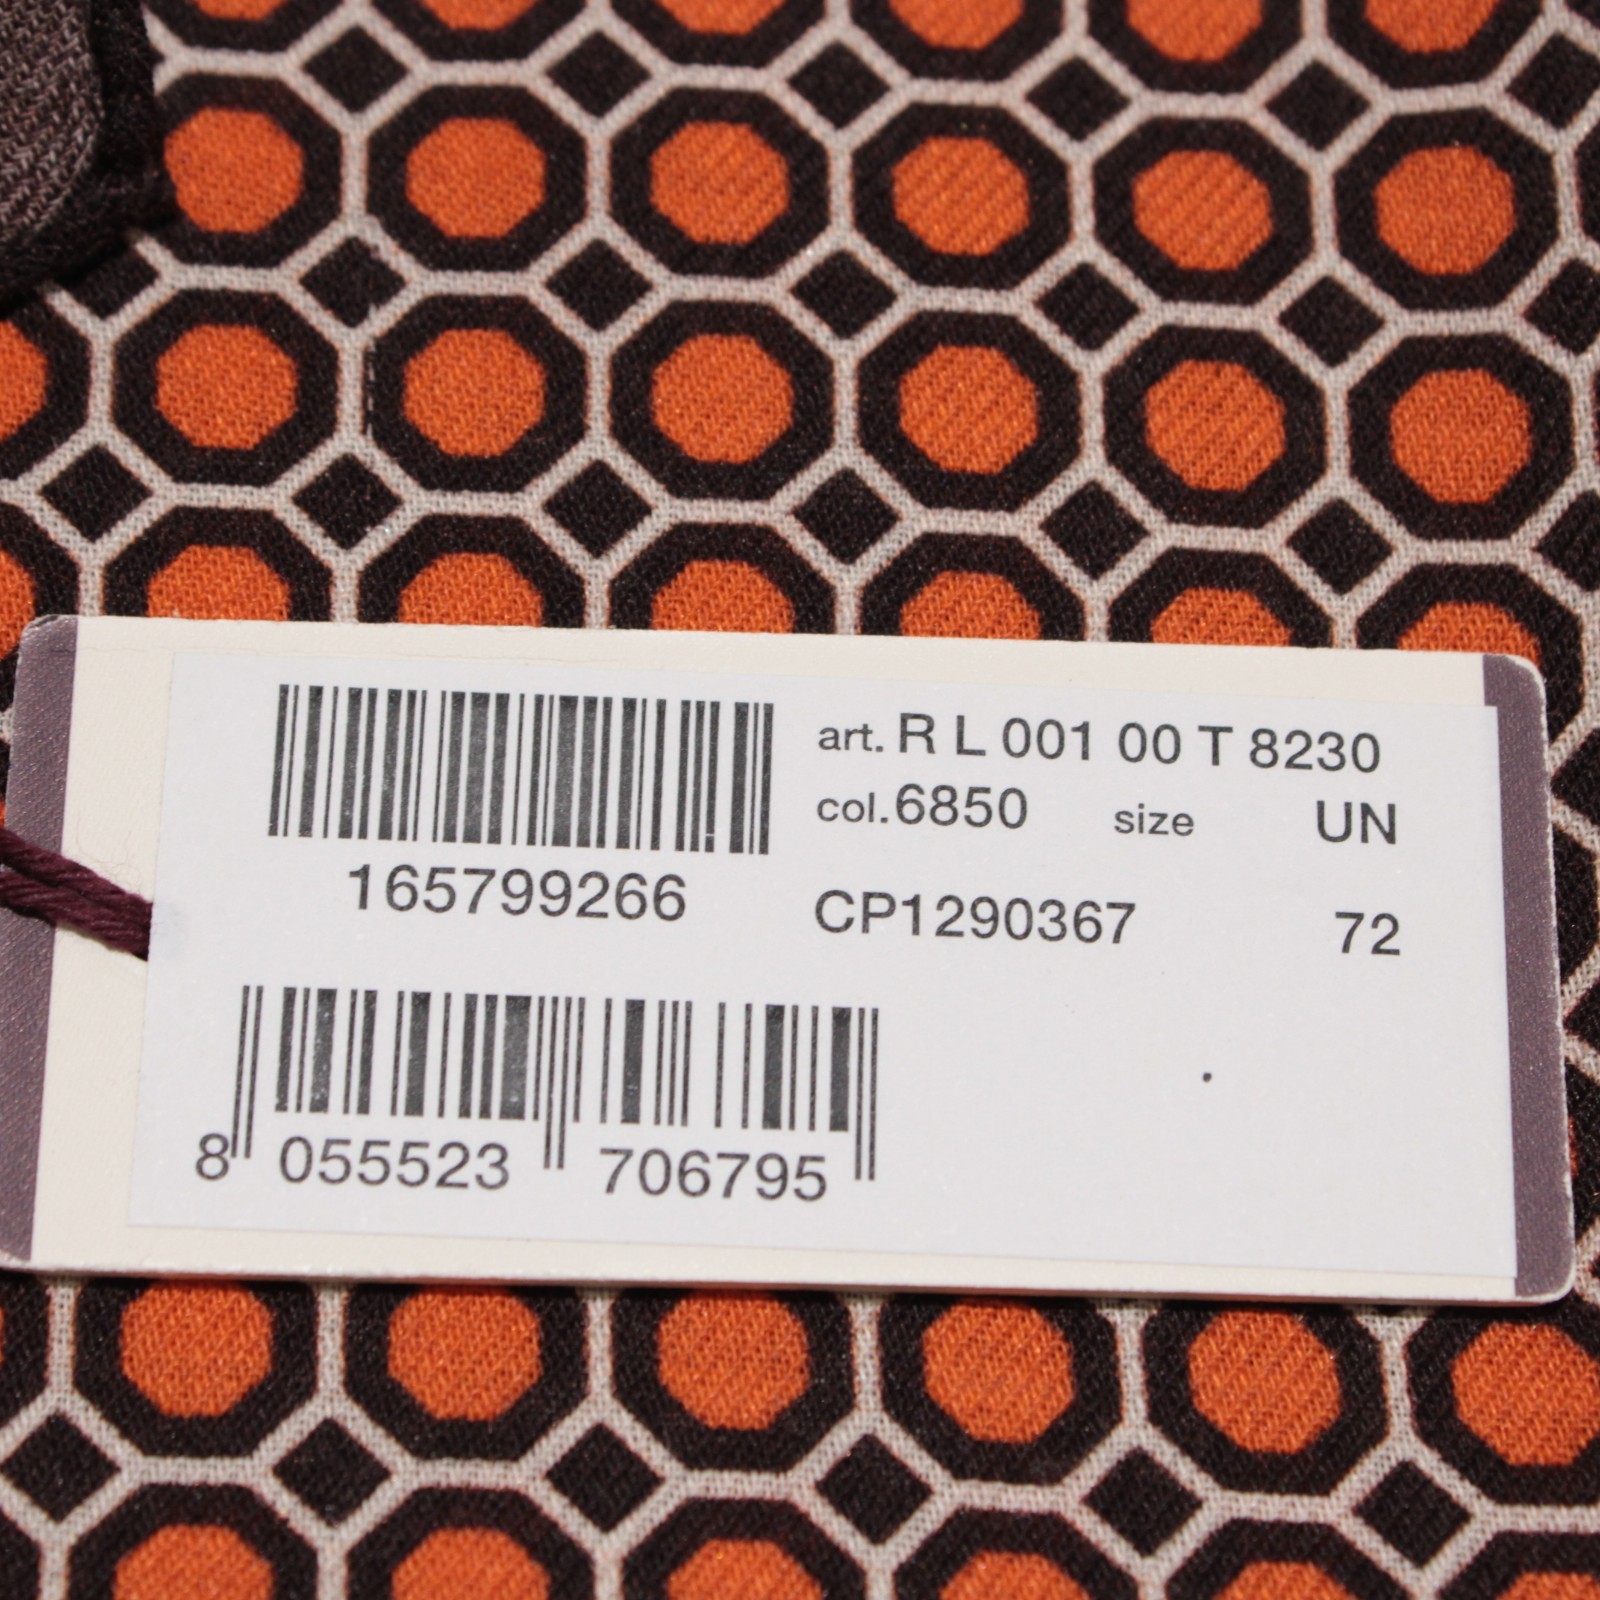 art. R L 001 00 T 8230
col. 6850 size UN
165799266
CP1290367 72
8 055523 706795